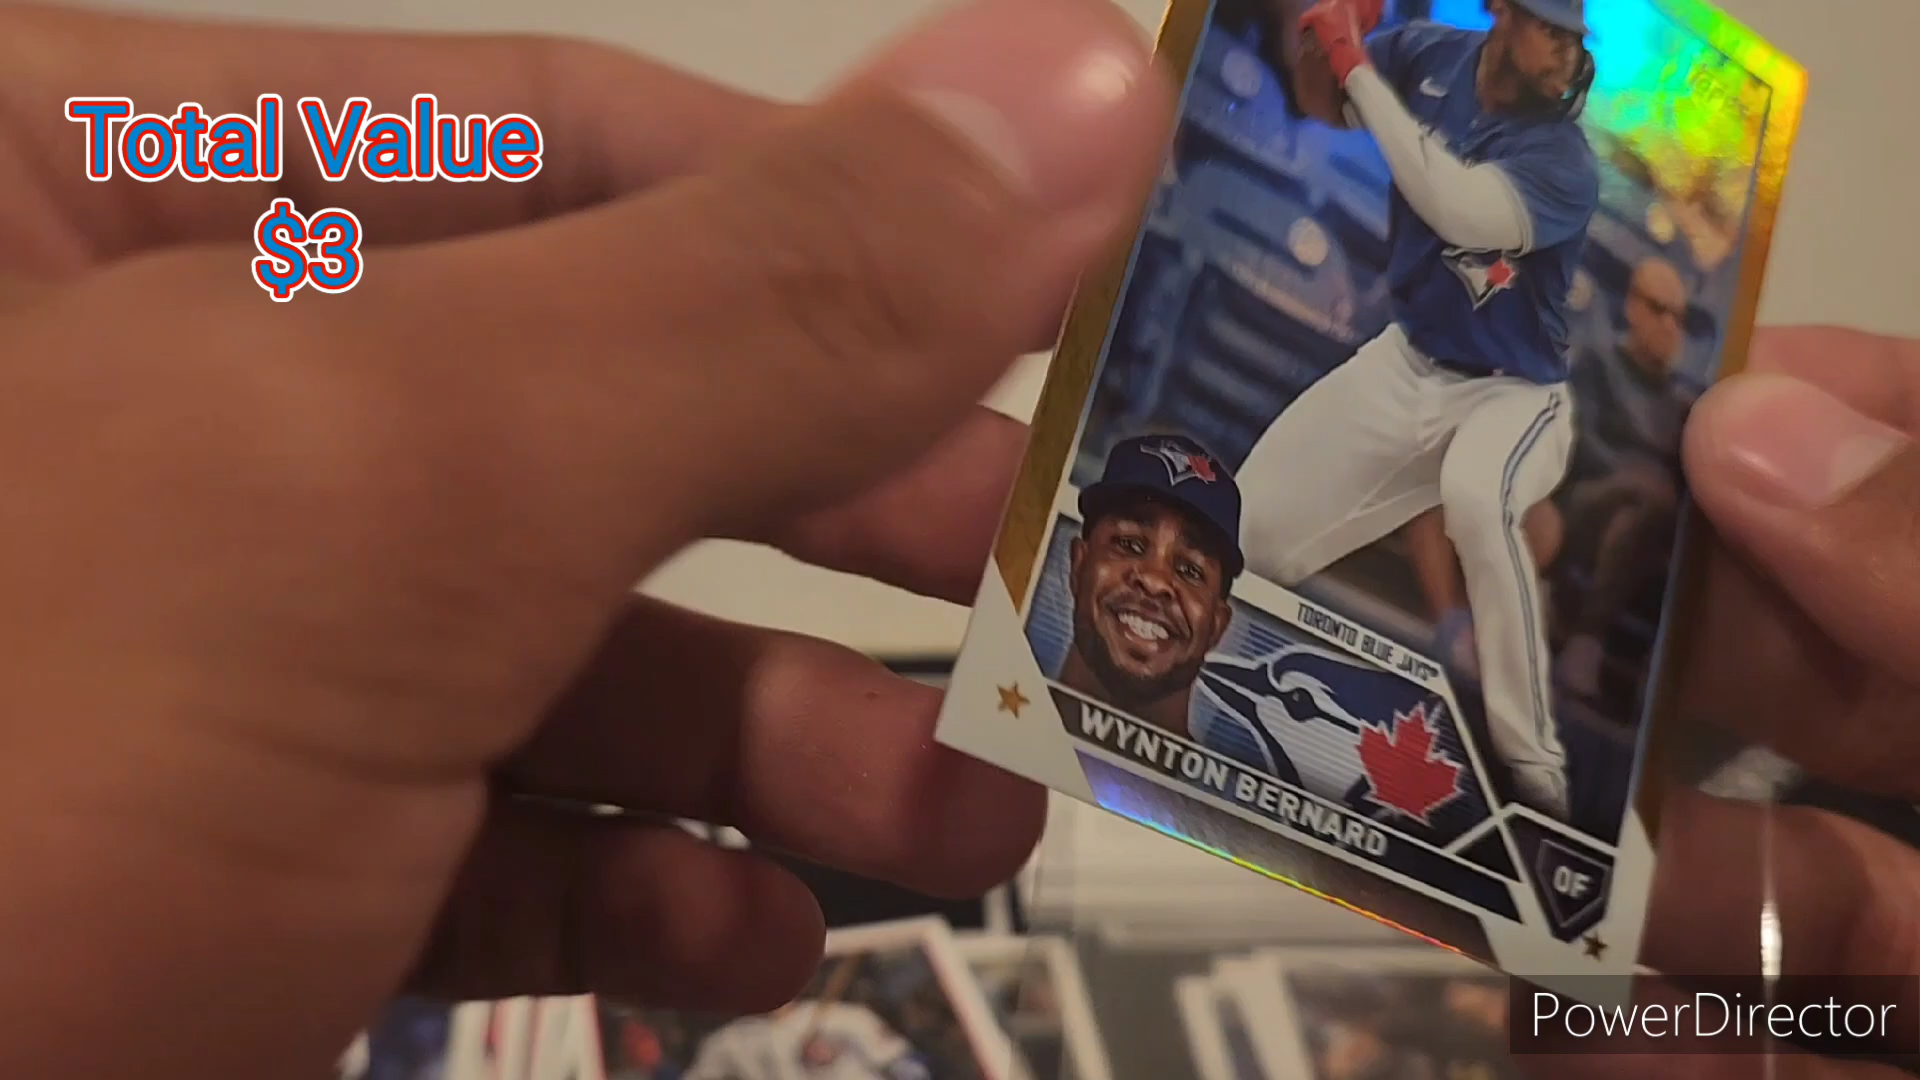 Total Value
$3
TORONTO BLUE JAYS
WYNTON BERNARD
OF
PowerDirector